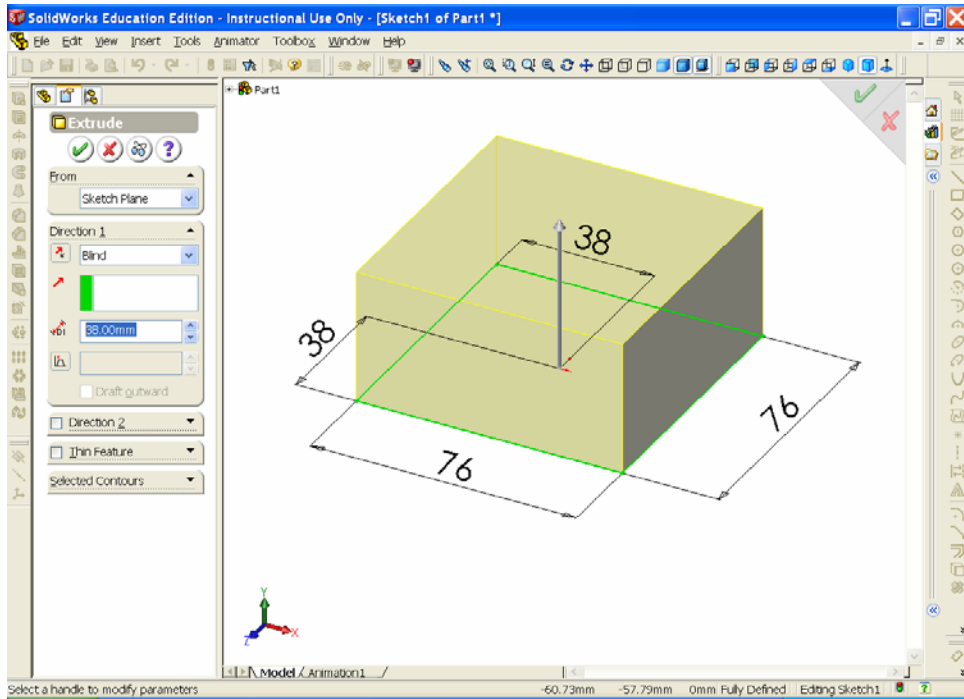 SolidWorks Education Edition - Instructional Use Only - [Sketch1 of Part1 *]
File Edit View Insert Tools Animator Toolbox Window Help
Part1
Extrude
?
From
Sketch Plane
Direction 1
Blind
D1
38.00mm
Draft outward
Direction 2
Thin Feature
Selected Contours
38
38
76
76
Y
X
Z
Model Animation1
Select a handle to modify parameters -60.73mm -57.79mm 0mm Fully Defined Editing Sketch1 ?